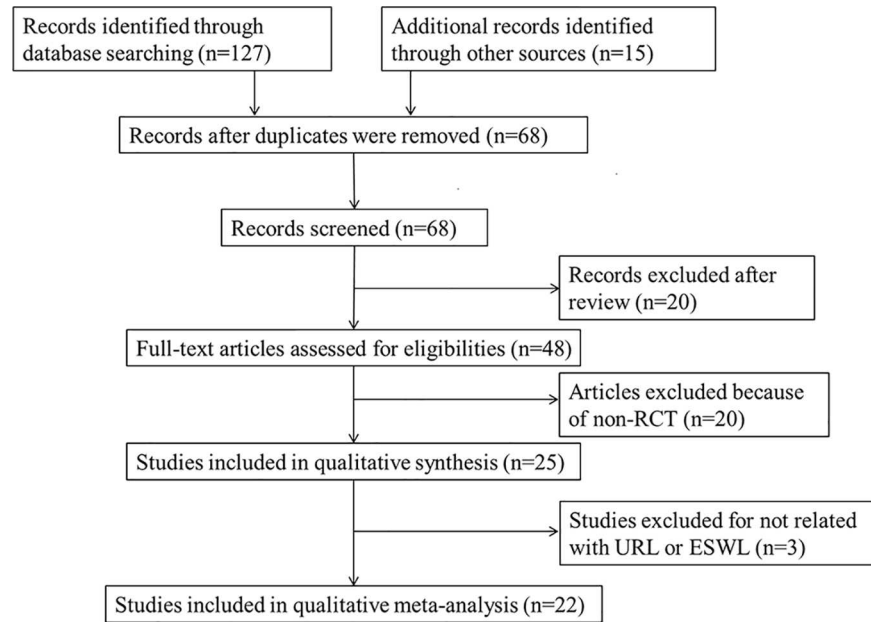 Records identified through
database searching (n=127)
Additional records identified
through other sources (n=15)
Records after duplicates were removed (n=68)
Records screened (n=68)
Records excluded after
review (n=20)
Full-text articles assessed for eligibilities (n=48)
Articles excluded because
of non-RCT (n=20)
Studies included in qualitative synthesis (n=25)
Studies excluded for not related
with URL or ESWL (n=3)
Studies included in qualitative meta-analysis (n=22)